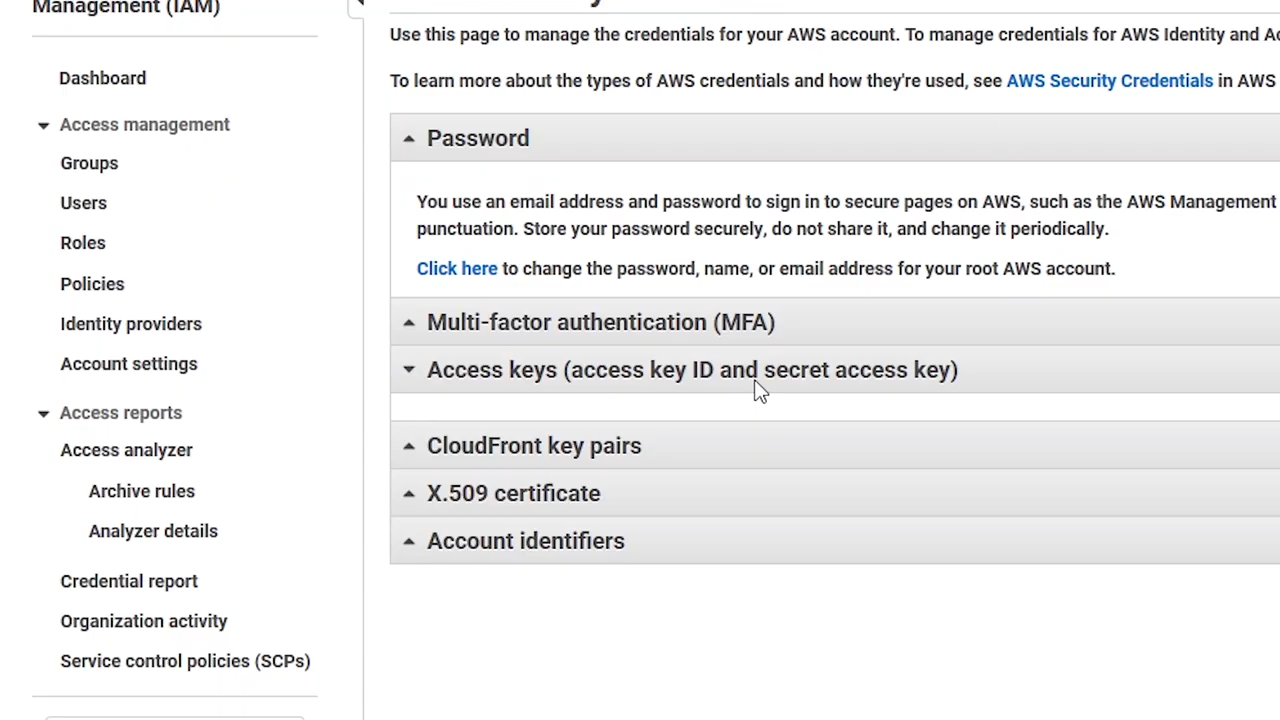 Management (IAM)
Dashboard
Access management
Groups
Users
Roles
Policies
Identity providers
Account settings
Access reports
Access analyzer
Archive rules
Analyzer details
Credential report
Organization activity
Service control policies (SCPs)
Use this page to manage the credentials for your AWS account. To manage credentials for AWS Identity and
To learn more about the types of AWS credentials and how they're used, see AWS Security Credentials in AWS
Password
You use an email address and password to sign in to secure pages on AWS, such as the AWS Management
punctuation. Store your password securely, do not share it, and change it periodically.
Click here to change the password, name, or email address for your root AWS account.
Multi-factor authentication (MFA)
Access keys (access key ID and secret access key)
CloudFront key pairs
X.509 certificate
Account identifiers